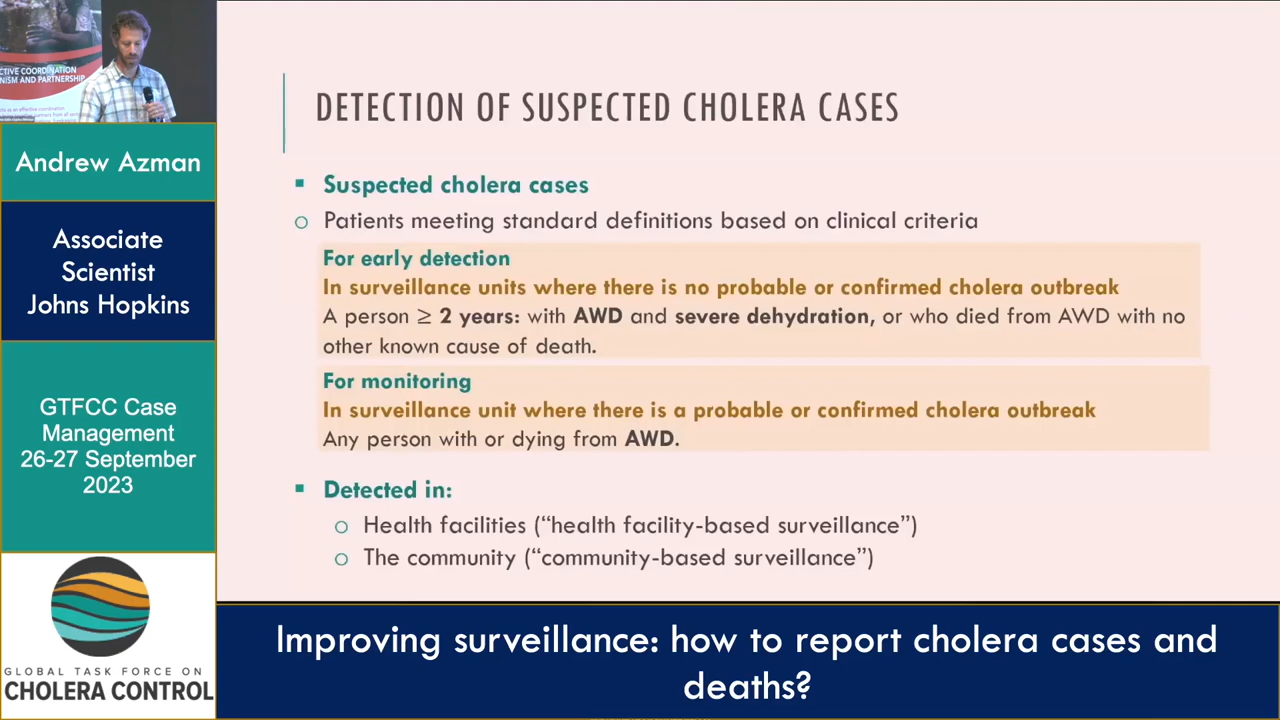 CTIVE COORDINATION
NISM AND PARTNERSHIP
Andrew Azman
Associate
Scientist
Johns Hopkins
GTFCC Case
Management
26-27 September
2023
GLOBAL TASK FORCE ON
CHOLERA CONTROL
DETECTION OF SUSPECTED CHOLERA CASES
▪ Suspected cholera cases
o Patients meeting standard definitions based on clinical criteria
For early detection
In surveillance units where there is no probable or confirmed cholera outbreak
A person ≥ 2 years: with AWD and severe dehydration, or who died from AWD with no
other known cause of death.
For monitoring
In surveillance unit where there is a probable or confirmed cholera outbreak
Any person with or dying from AWD.
▪ Detected in:
o Health facilities (“health facility-based surveillance”)
o The community (“community-based surveillance”)
Improving surveillance: how to report cholera cases and
deaths?